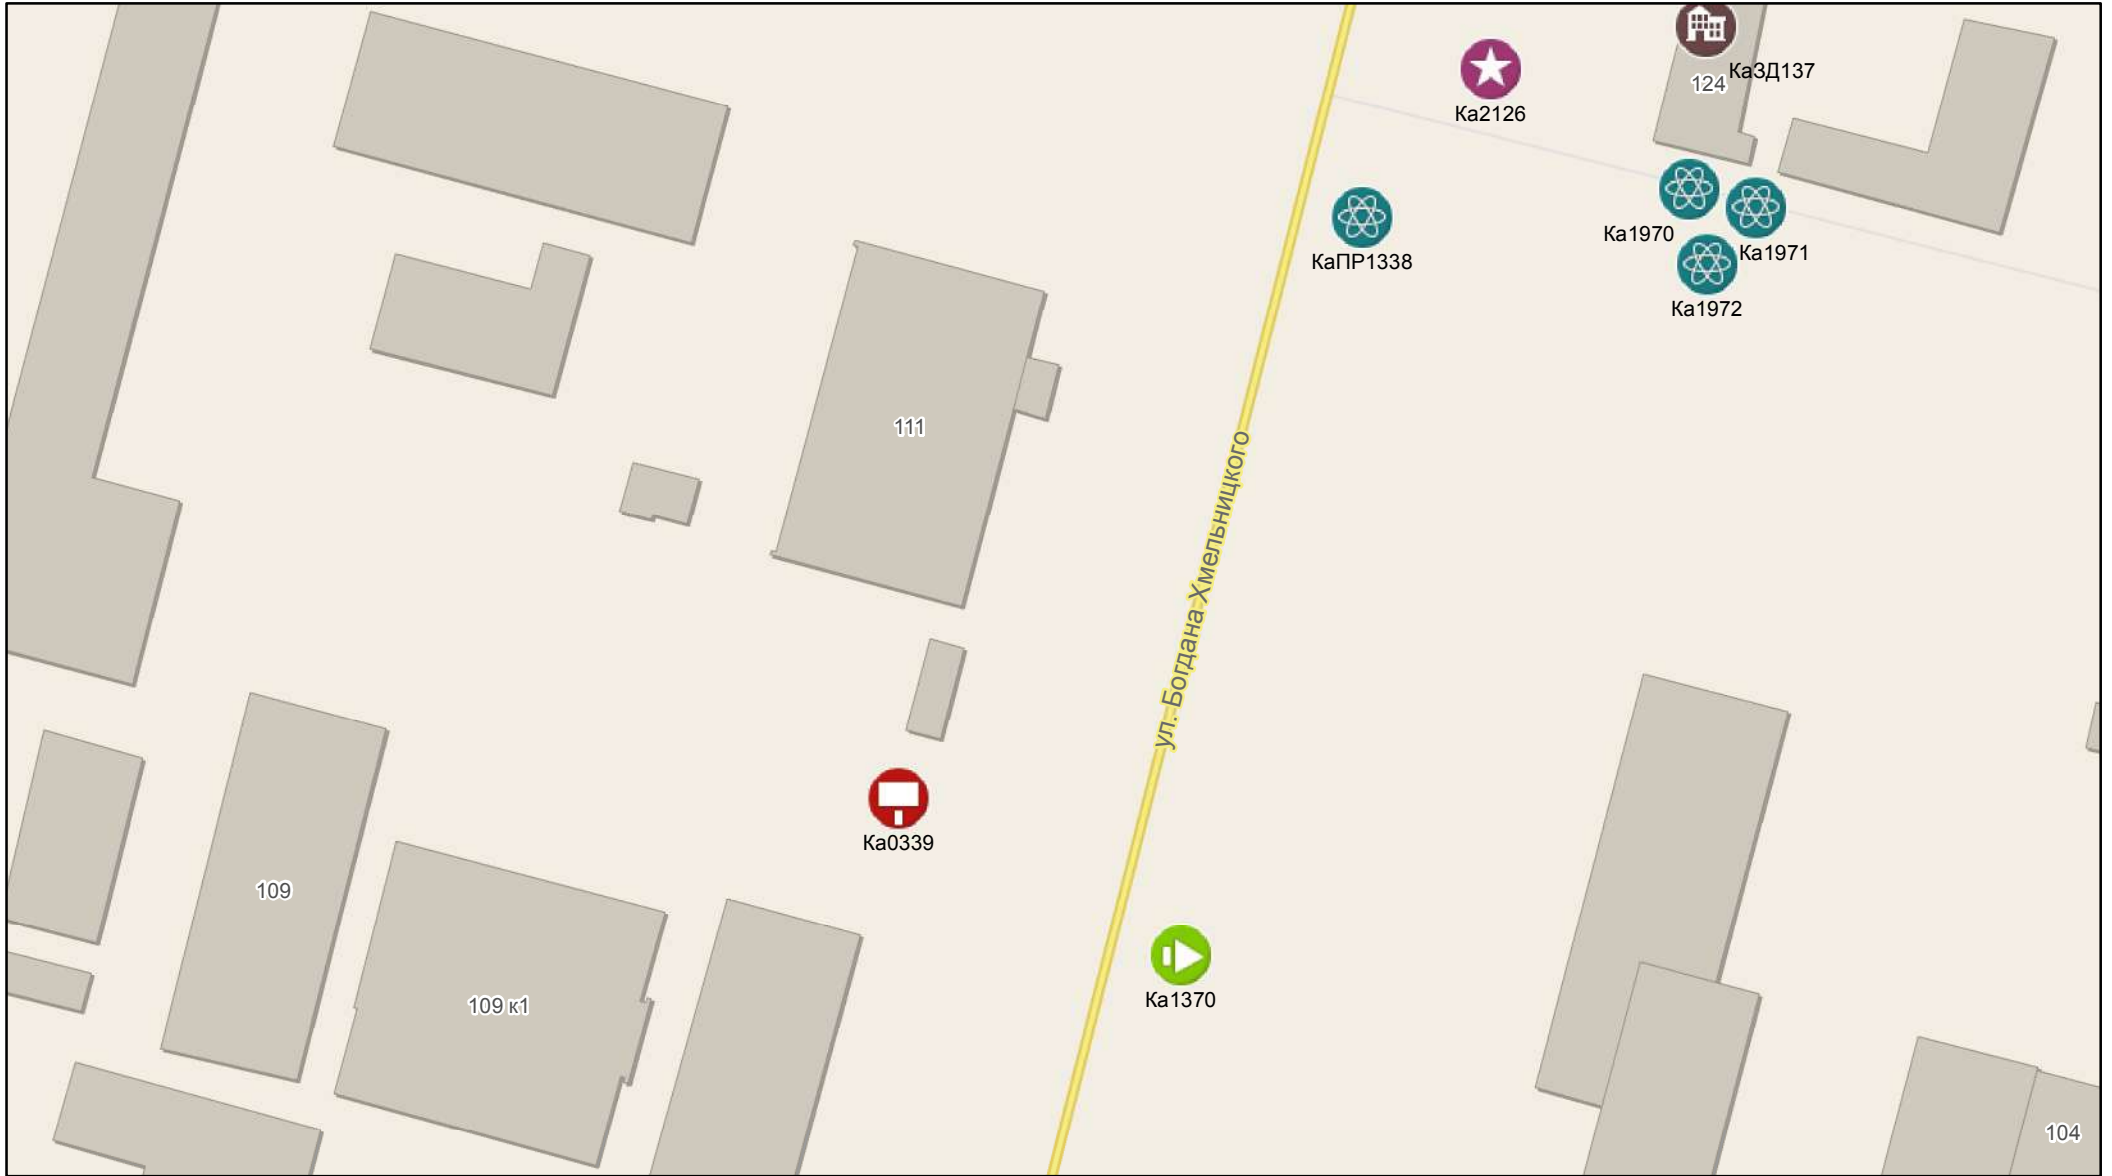 КаЗД137
124
Ка2126
Ка1970
Ка1971
КаПР1338
Ка1972
111
ул. Богдана Хмельницкого
Ка0339
109
109 к1
Ка1370
104